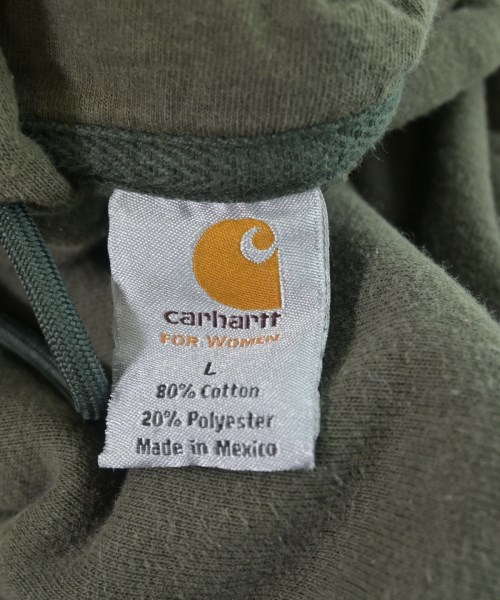 carhartt
FOR WOMEN
L
80% Cotton
20% Polyester
Made in Mexico